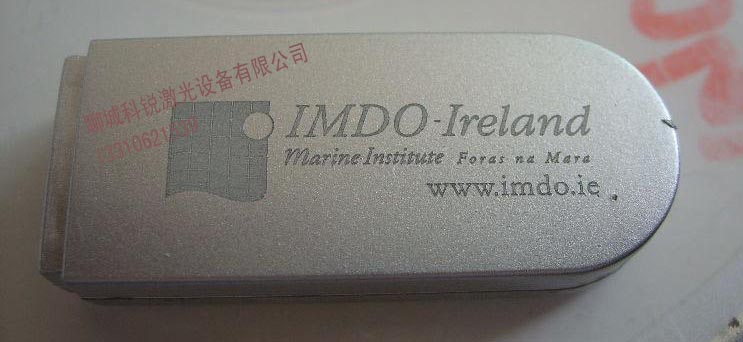 聊城科锐激光设备有限公司
IMDO-Ireland
Marine Institute Foras na Mara
www.imdo.ie